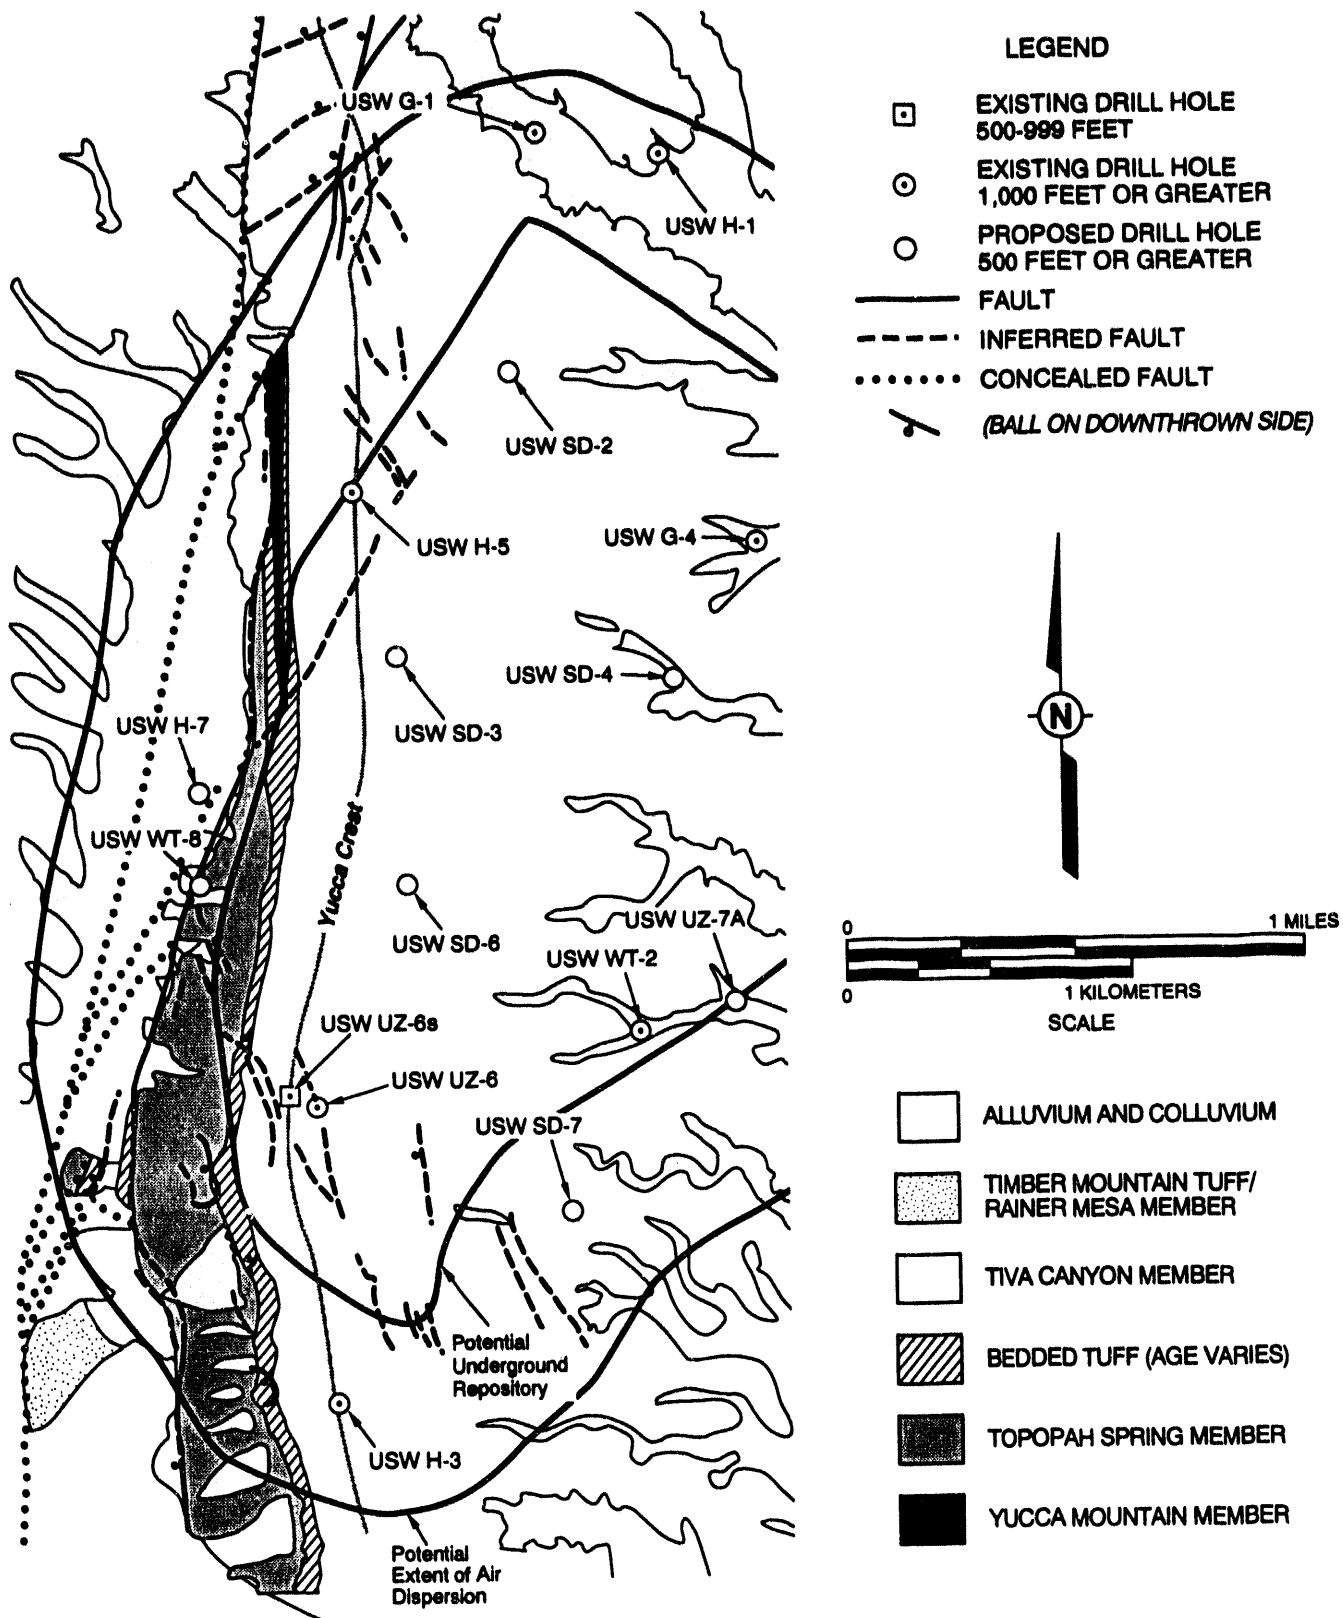 USW G-1
USW H-1
USW SD-2
USW H-5
USW G-4
USW SD-4
USW SD-3
USW H-7
USW WT-8
Yucca Crest
USW SD-6
USW UZ-7A
USW WT-2
USW UZ-6s
USW UZ-6
USW SD-7
Potential
Underground
Repository
USW H-3
Potential
Extent of Air
Dispersion
LEGEND
EXISTING DRILL HOLE
500-999 FEET
EXISTING DRILL HOLE
1,000 FEET OR GREATER
PROPOSED DRILL HOLE
500 FEET OR GREATER
FAULT
INFERRED FAULT
CONCEALED FAULT
(BALL ON DOWNTHROWN SIDE)
N
0 1 MILES
0 1 KILOMETERS
SCALE
ALLUVIUM AND COLLUVIUM
TIMBER MOUNTAIN TUFF/
RAINER MESA MEMBER
TIVA CANYON MEMBER
BEDDED TUFF (AGE VARIES)
TOPOPAH SPRING MEMBER
YUCCA MOUNTAIN MEMBER